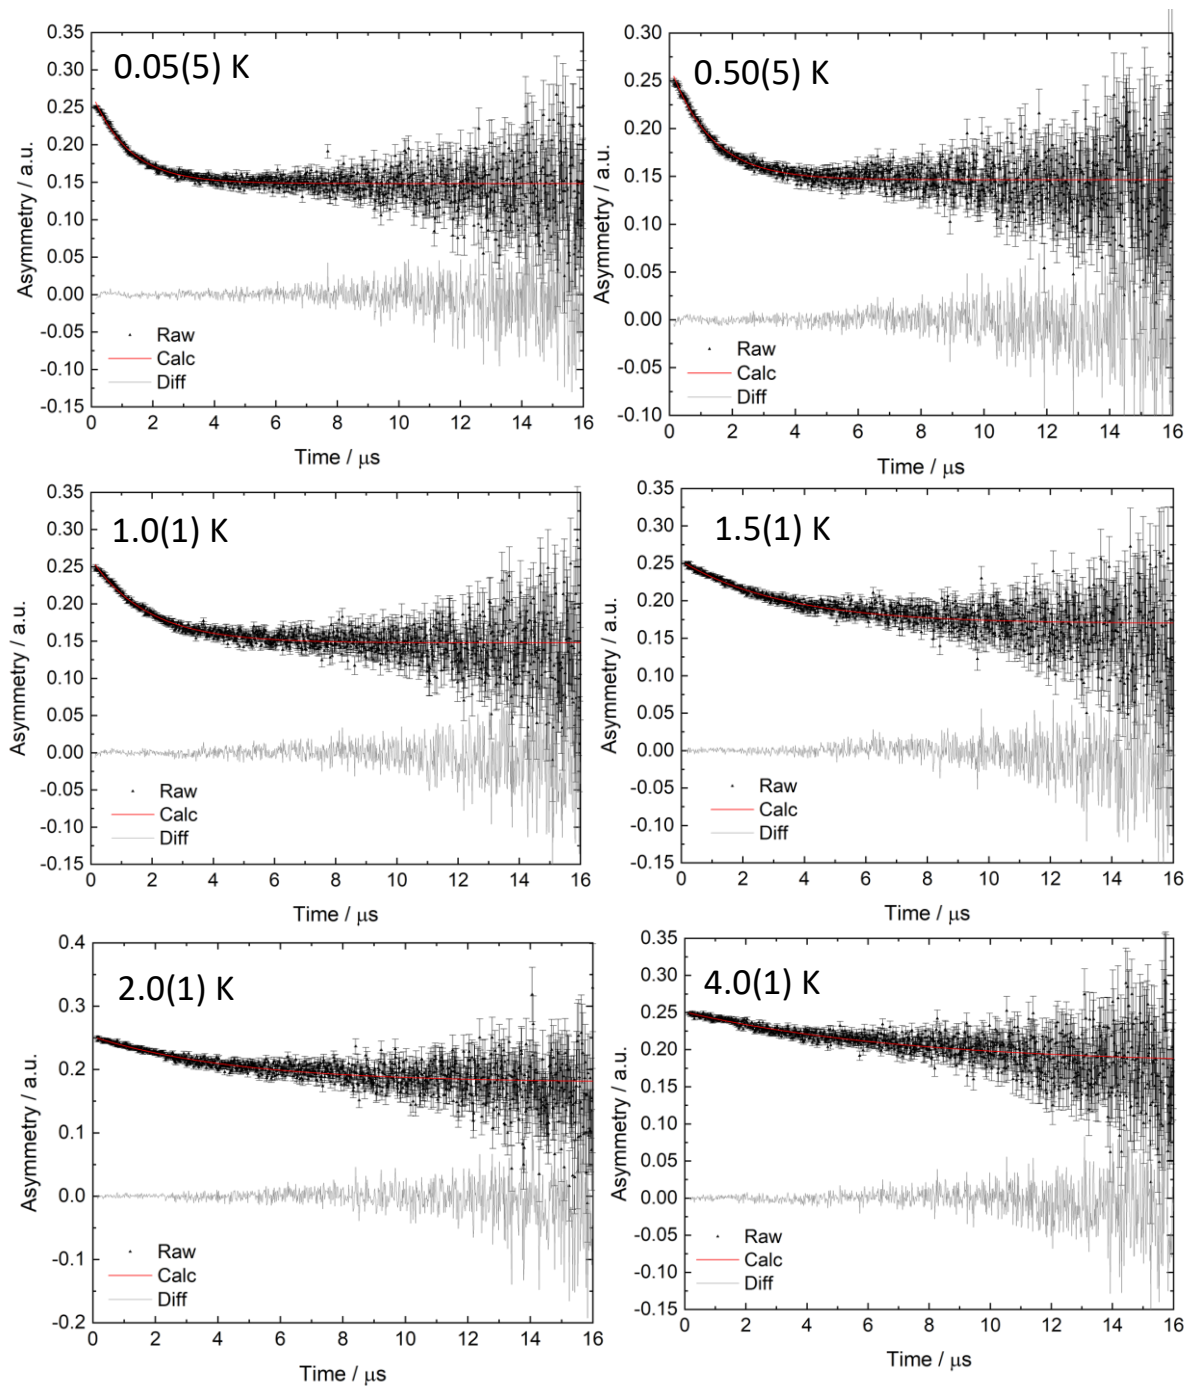 0.05(5) K
0.35
0.30
0.25
0.20
0.15
0.10
0.05
0.00
-0.05
-0.10
-0.15
Asymmetry / a.u.
Raw
Calc
Diff
0 2 4 6 8 10 12 14 16
Time / μs
0.50(5) K
0.30
0.25
0.20
0.15
0.10
0.05
0.00
-0.05
-0.10
Asymmetry / a.u.
Raw
Calc
Diff
0 2 4 6 8 10 12 14 16
Time / μs
1.0(1) K
0.35
0.30
0.25
0.20
0.15
0.10
0.05
0.00
-0.05
-0.10
-0.15
Asymmetry / a.u.
Raw
Calc
Diff
0 2 4 6 8 10 12 14 16
Time / μs
1.5(1) K
0.35
0.30
0.25
0.20
0.15
0.10
0.05
0.00
-0.05
-0.10
-0.15
Asymmetry / a.u.
Raw
Calc
Diff
0 2 4 6 8 10 12 14 16
Time / μs
2.0(1) K
0.4
0.3
0.2
0.1
0.0
-0.1
-0.2
Asymmetry / a.u.
Raw
Calc
Diff
0 2 4 6 8 10 12 14 16
Time / μs
4.0(1) K
0.35
0.30
0.25
0.20
0.15
0.10
0.05
0.00
-0.05
-0.10
-0.15
Asymmetry / a.u.
Raw
Calc
Diff
0 2 4 6 8 10 12 14 16
Time / μs